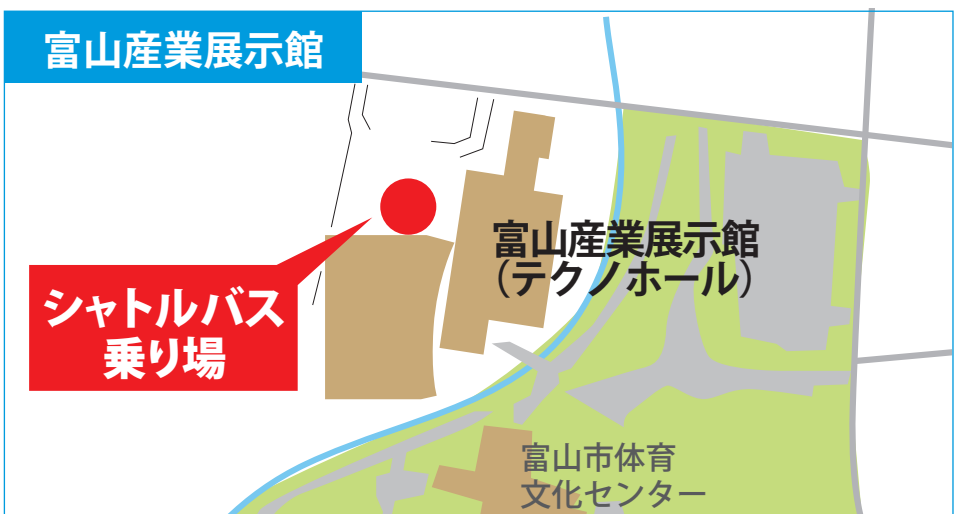 富山産業展示館
富山産業展示館
（テクノホール）
シャトルバス
乗り場
富山市体育
文化センター